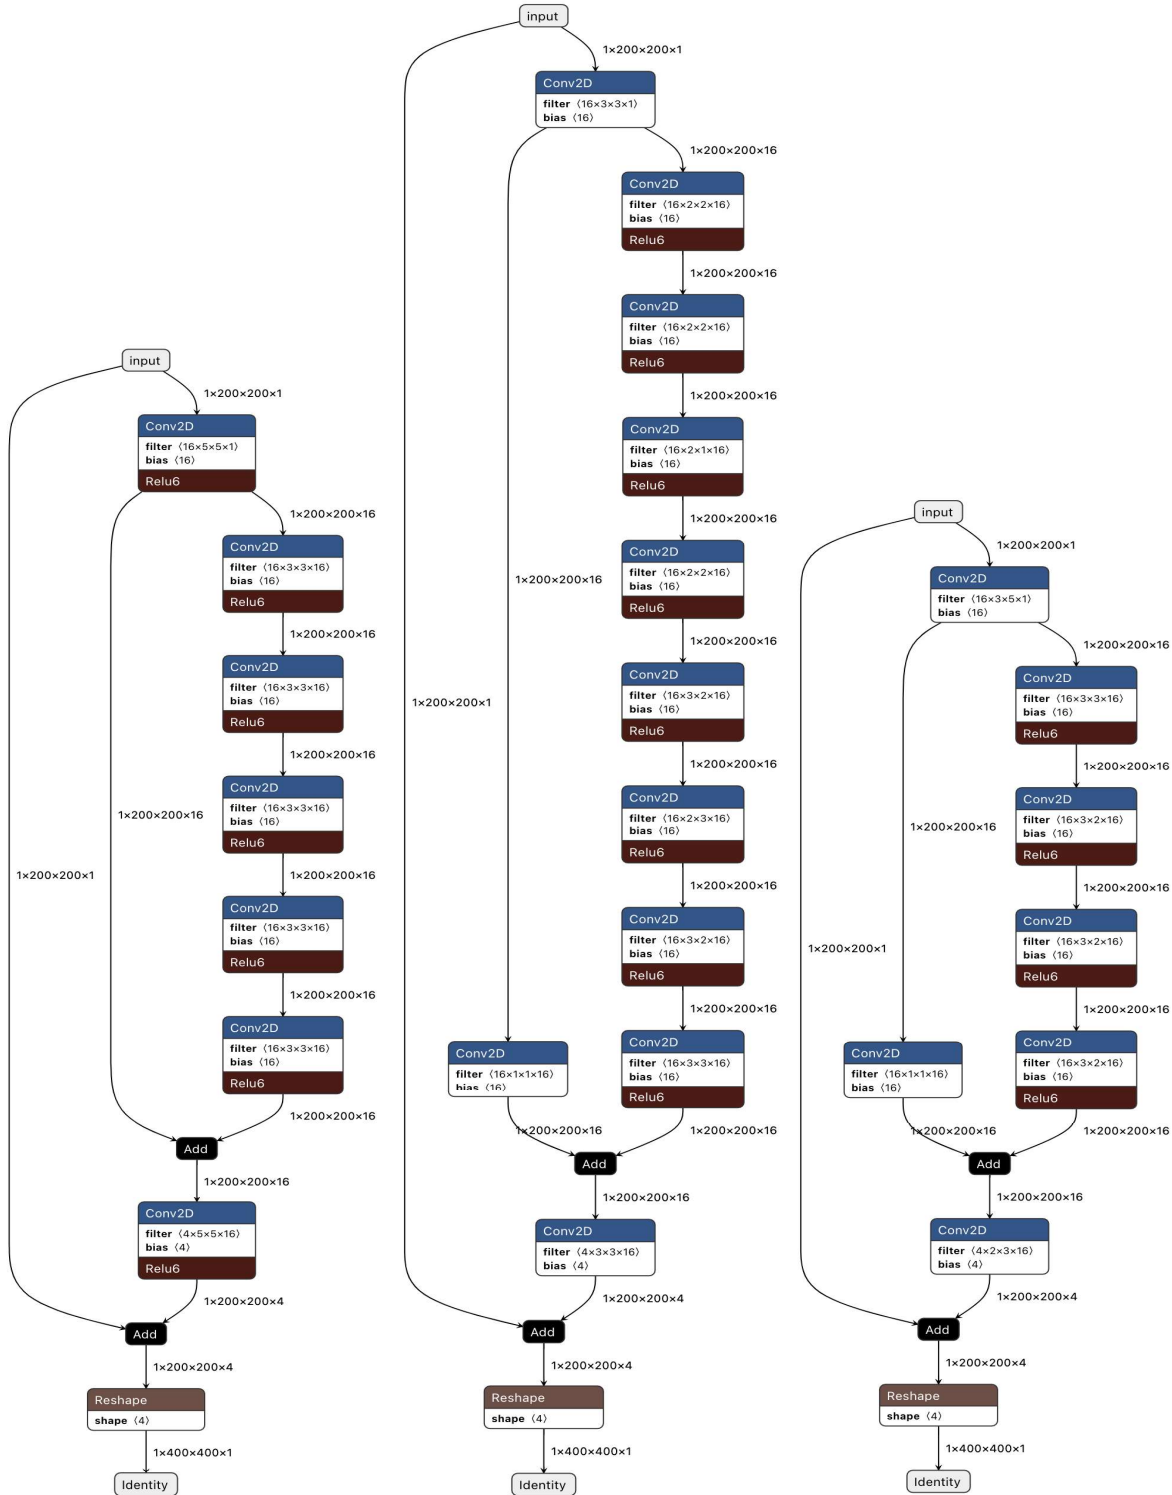 input
1×200×200×1
Conv2D
filter ⟨16×5×5×1⟩
bias ⟨16⟩
Relu6
1×200×200×16
Conv2D
filter ⟨16×3×3×16⟩
bias ⟨16⟩
Relu6
1×200×200×16
Conv2D
filter ⟨16×3×3×16⟩
bias ⟨16⟩
Relu6
1×200×200×16
Conv2D
filter ⟨16×3×3×16⟩
bias ⟨16⟩
Relu6
1×200×200×16
1×200×200×1
1×200×200×16
Conv2D
filter ⟨16×3×3×16⟩
bias ⟨16⟩
Relu6
1×200×200×16
Conv2D
filter ⟨16×3×3×16⟩
bias ⟨16⟩
Relu6
1×200×200×16
Add
1×200×200×16
Conv2D
filter ⟨4×5×5×16⟩
bias ⟨4⟩
Relu6
1×200×200×4
Add
1×200×200×4
Reshape
shape ⟨4⟩
1×400×400×1
Identity
input
1×200×200×1
Conv2D
filter ⟨16×3×3×1⟩
bias ⟨16⟩
1×200×200×16
Conv2D
filter ⟨16×2×2×16⟩
bias ⟨16⟩
Relu6
1×200×200×16
Conv2D
filter ⟨16×2×2×16⟩
bias ⟨16⟩
Relu6
1×200×200×16
Conv2D
filter ⟨16×2×1×16⟩
bias ⟨16⟩
Relu6
1×200×200×16
Conv2D
filter ⟨16×2×2×16⟩
bias ⟨16⟩
Relu6
1×200×200×16
1×200×200×16
Conv2D
filter ⟨16×3×2×16⟩
bias ⟨16⟩
Relu6
1×200×200×1
1×200×200×16
Conv2D
filter ⟨16×2×3×16⟩
bias ⟨16⟩
Relu6
1×200×200×16
Conv2D
filter ⟨16×3×2×16⟩
bias ⟨16⟩
Relu6
1×200×200×16
Conv2D
filter ⟨16×3×3×16⟩
bias ⟨16⟩
Relu6
Conv2D
filter ⟨16×1×1×16⟩
bias ⟨16⟩
1×200×200×16
1×200×200×16
Add
1×200×200×16
Conv2D
filter ⟨4×3×3×16⟩
bias ⟨4⟩
1×200×200×4
Add
1×200×200×4
Reshape
shape ⟨4⟩
1×400×400×1
Identity
input
1×200×200×1
Conv2D
filter ⟨16×3×5×1⟩
bias ⟨16⟩
1×200×200×16
Conv2D
filter ⟨16×3×3×16⟩
bias ⟨16⟩
Relu6
1×200×200×16
Conv2D
filter ⟨16×3×2×16⟩
bias ⟨16⟩
Relu6
1×200×200×16
1×200×200×16
Conv2D
filter ⟨16×3×2×16⟩
bias ⟨16⟩
Relu6
1×200×200×1
1×200×200×16
Conv2D
filter ⟨16×3×2×16⟩
bias ⟨16⟩
Relu6
Conv2D
filter ⟨16×1×1×16⟩
bias ⟨16⟩
1×200×200×16
1×200×200×16
Add
1×200×200×16
Conv2D
filter ⟨4×2×3×16⟩
bias ⟨4⟩
1×200×200×4
Add
1×200×200×4
Reshape
shape ⟨4⟩
1×400×400×1
Identity